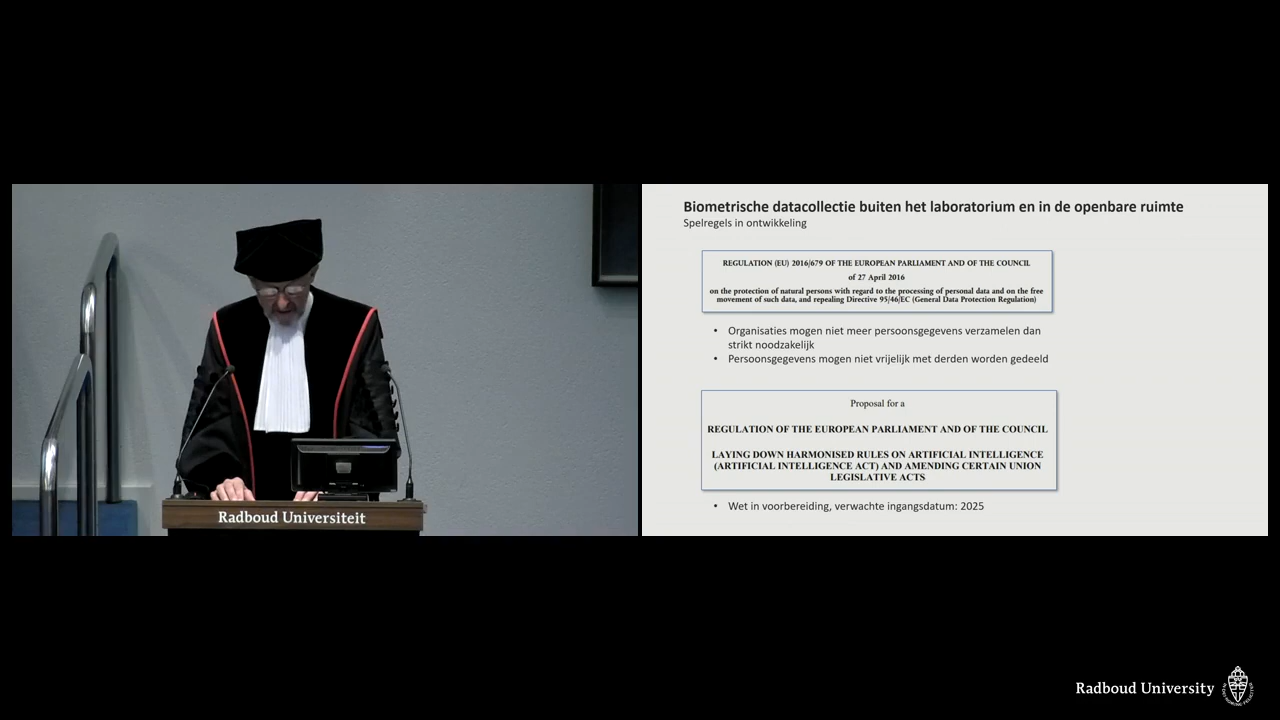 Biometrische datacollectie buiten het laboratorium en in de openbare ruimte
Spelregels in ontwikkeling
REGULATION (EU) 2016/679 OF THE EUROPEAN PARLIAMENT AND OF THE COUNCIL
of 27 April 2016
on the protection of natural persons with regard to the processing of personal data and on the free
movement of such data, and repealing Directive 95/46/EC (General Data Protection Regulation)
• Organisaties mogen niet meer persoonsgegevens verzamelen dan
strikt noodzakelijk
• Persoonsgegevens mogen niet vrijelijk met derden worden gedeeld
Proposal for a
REGULATION OF THE EUROPEAN PARLIAMENT AND OF THE COUNCIL
LAYING DOWN HARMONISED RULES ON ARTIFICIAL INTELLIGENCE
(ARTIFICIAL INTELLIGENCE ACT) AND AMENDING CERTAIN UNION
LEGISLATIVE ACTS
• Wet in voorbereiding, verwachte ingangsdatum: 2025
Radboud Universiteit
Radboud University